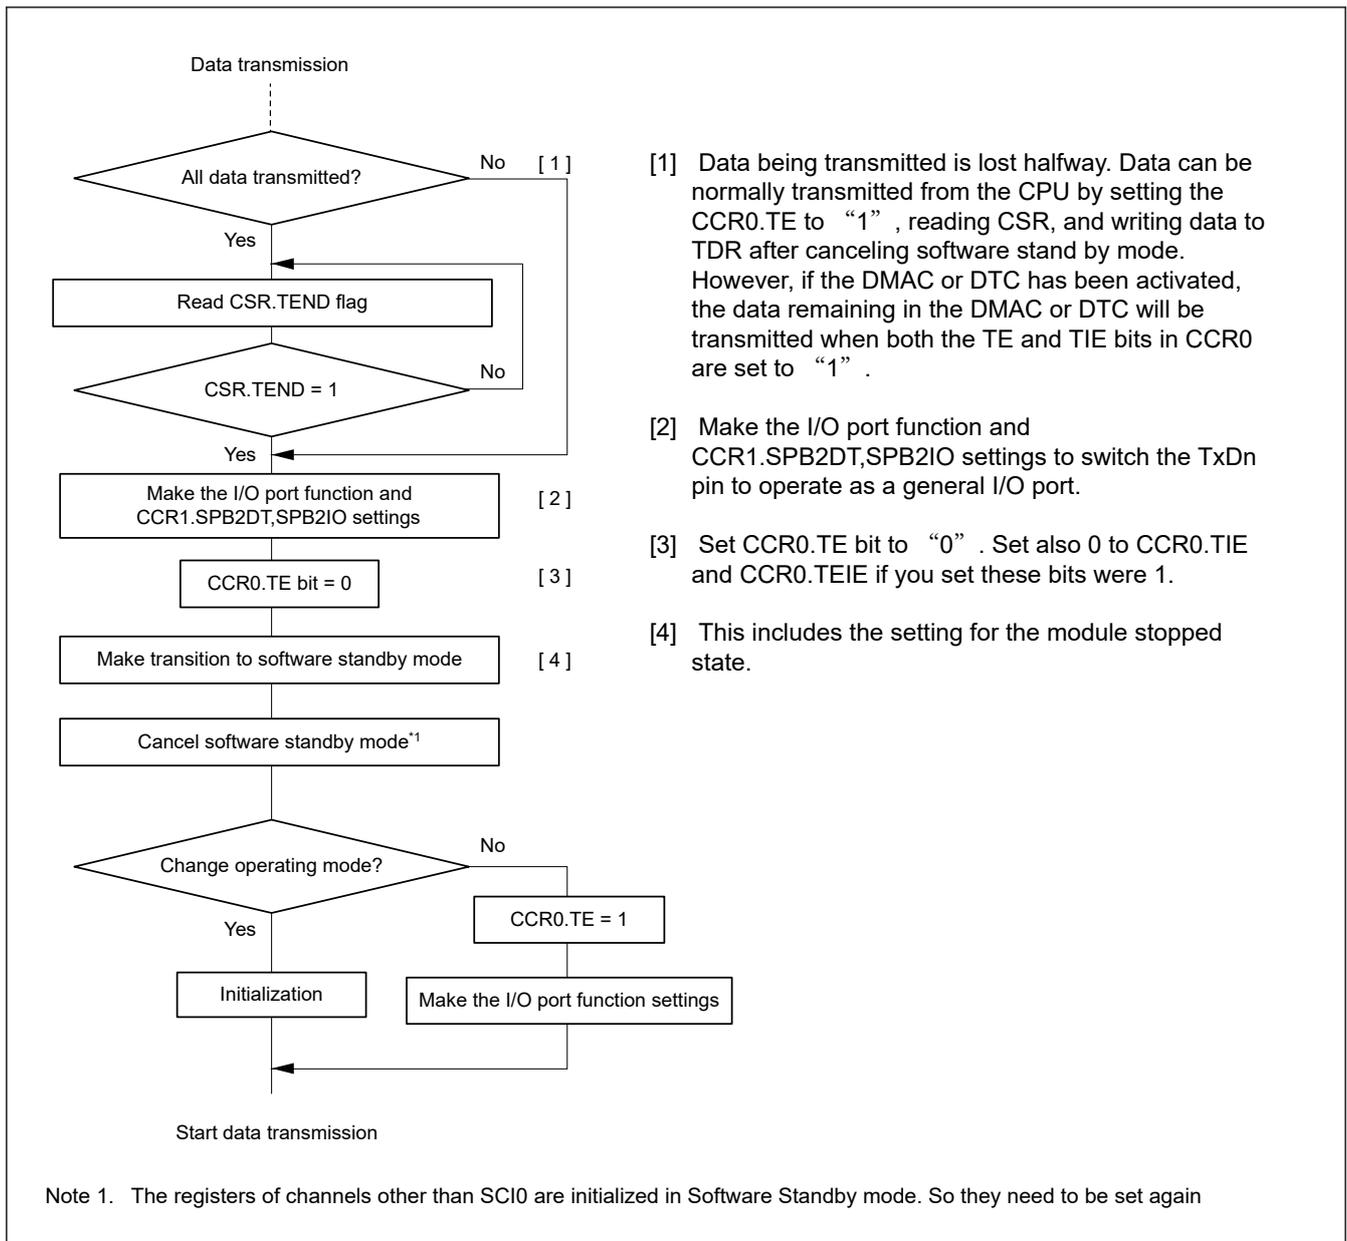 Data transmission
All data transmitted?
No
[ 1 ]
Yes
Read CSR.TEND flag
CSR.TEND = 1
No
Yes
Make the I/O port function and
CCR1.SPB2DT,SPB2IO settings
[ 2 ]
CCR0.TE bit = 0
[ 3 ]
Make transition to software standby mode
[ 4 ]
Cancel software standby mode*1
Change operating mode?
No
Yes
CCR0.TE = 1
Initialization
Make the I/O port function settings
Start data transmission
[1] Data being transmitted is lost halfway. Data can be
normally transmitted from the CPU by setting the
CCR0.TE to “1” , reading CSR, and writing data to
TDR after canceling software stand by mode.
However, if the DMAC or DTC has been activated,
the data remaining in the DMAC or DTC will be
transmitted when both the TE and TIE bits in CCR0
are set to “1” .
[2] Make the I/O port function and
CCR1.SPB2DT,SPB2IO settings to switch the TxDn
pin to operate as a general I/O port.
[3] Set CCR0.TE bit to “0” . Set also 0 to CCR0.TIE
and CCR0.TEIE if you set these bits were 1.
[4] This includes the setting for the module stopped
state.
Note 1. The registers of channels other than SCI0 are initialized in Software Standby mode. So they need to be set again